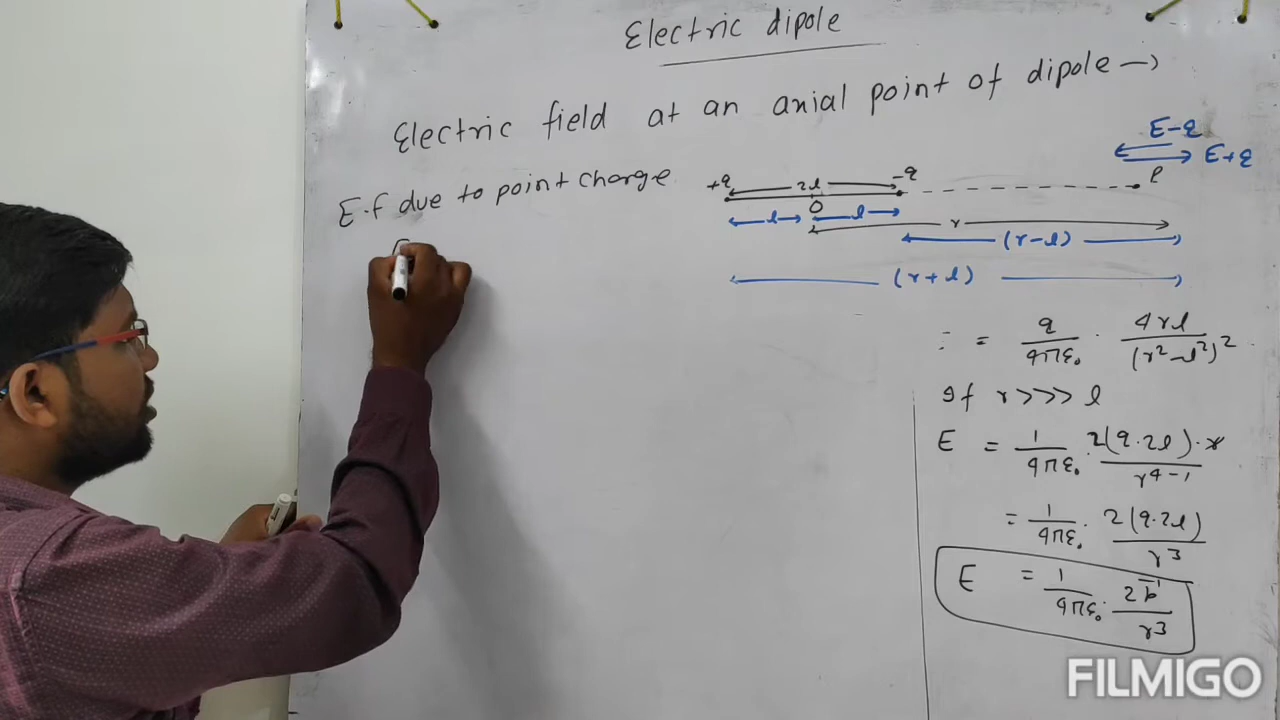 Electric dipole
Electric field at an axial point of dipole →
E-q
E+q
E.f due to point charge
+q 2l -q P
O
l l r
(r-l)
(r+l)
∴ = q/4πε₀ · 4rl/(r²-l²)²
If r >>> l
E = 1/4πε₀ · 2(q.2l).r/r⁴⁻¹
= 1/4πε₀ · 2(q.2l)/r³
E = 1/4πε₀ · 2p⃗/r³
FILMIGO